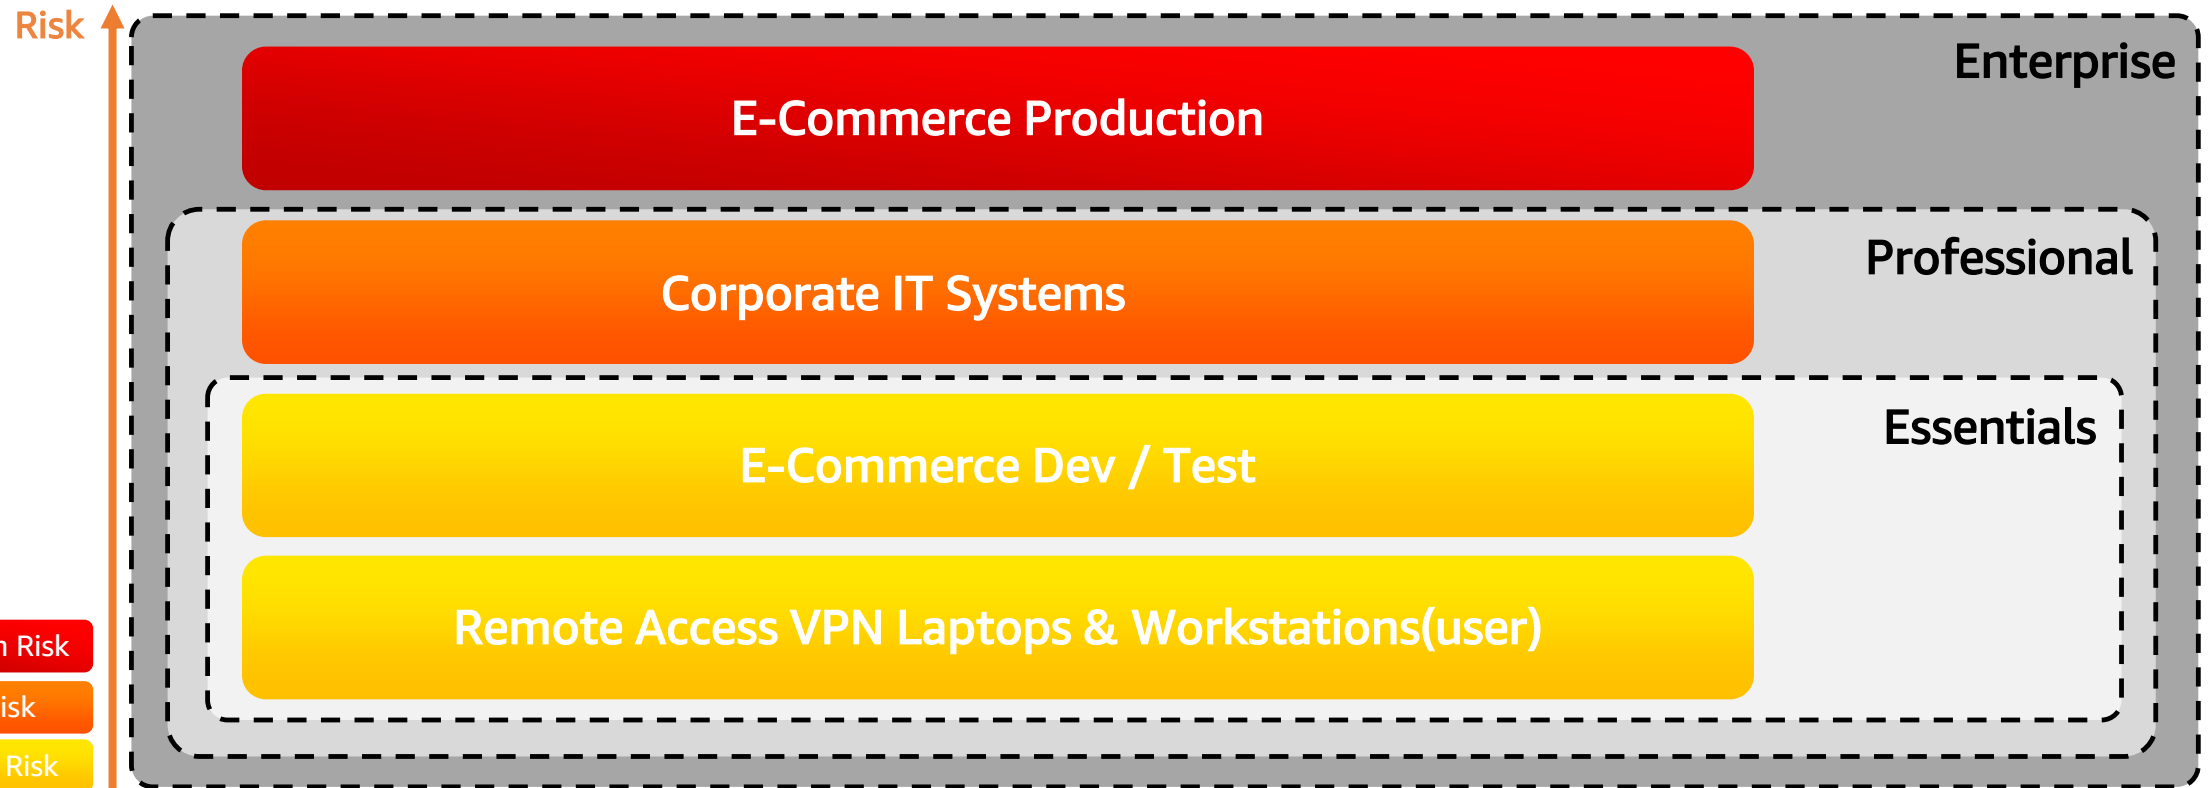 Risk
Enterprise
E-Commerce Production
Professional
Corporate IT Systems
Essentials
E-Commerce Dev / Test
Remote Access VPN Laptops & Workstations(user)
Risk
Risk